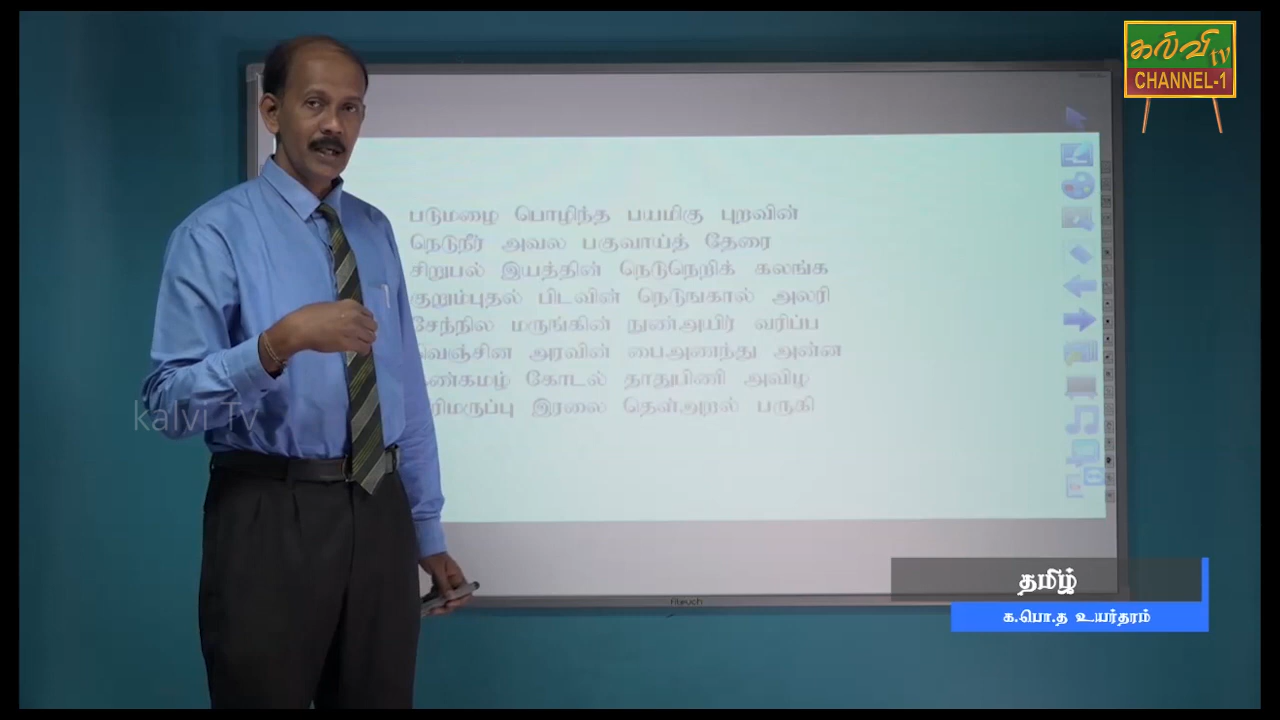 கல்வி tv
CHANNEL-1
படுமழை பொழிந்த பயமிகு புறவின்
நெடுநீர் அவல பகுவாய்த் தேரை
சிறுபல் இயத்தின் நெடுநெறிக் கலங்க
குறும்புதல் பிடவின் நெடுஙகால் அலரி
சேந்நில மருங்கின் நுண்அயிர் வரிப்ப
வெஞ்சின அரவின் பைஅணந்து அன்ன
கோடல் தாதுபிணி அவிழ
இரலை தெள்அறல் பருகி
kalvi Tv
தமிழ்
க.பொ.த உயர்தரம்